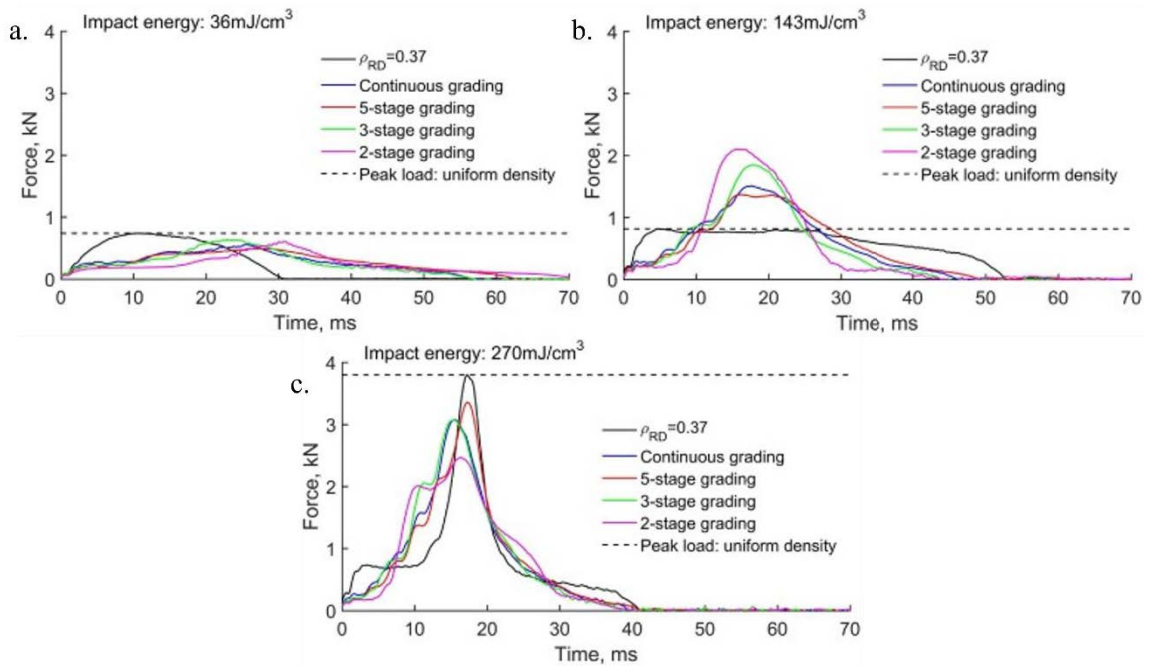 a.
Impact energy: 36mJ/cm³
4
3
2
1
0
Force, kN
ρRD=0.37
Continuous grading
5-stage grading
3-stage grading
2-stage grading
Peak load: uniform density
0 10 20 30 40 50 60 70
Time, ms
b.
Impact energy: 143mJ/cm³
4
3
2
1
0
Force, kN
ρRD=0.37
Continuous grading
5-stage grading
3-stage grading
2-stage grading
Peak load: uniform density
0 10 20 30 40 50 60 70
Time, ms
c.
Impact energy: 270mJ/cm³
4
3
2
1
0
Force, kN
ρRD=0.37
Continuous grading
5-stage grading
3-stage grading
2-stage grading
Peak load: uniform density
0 10 20 30 40 50 60 70
Time, ms